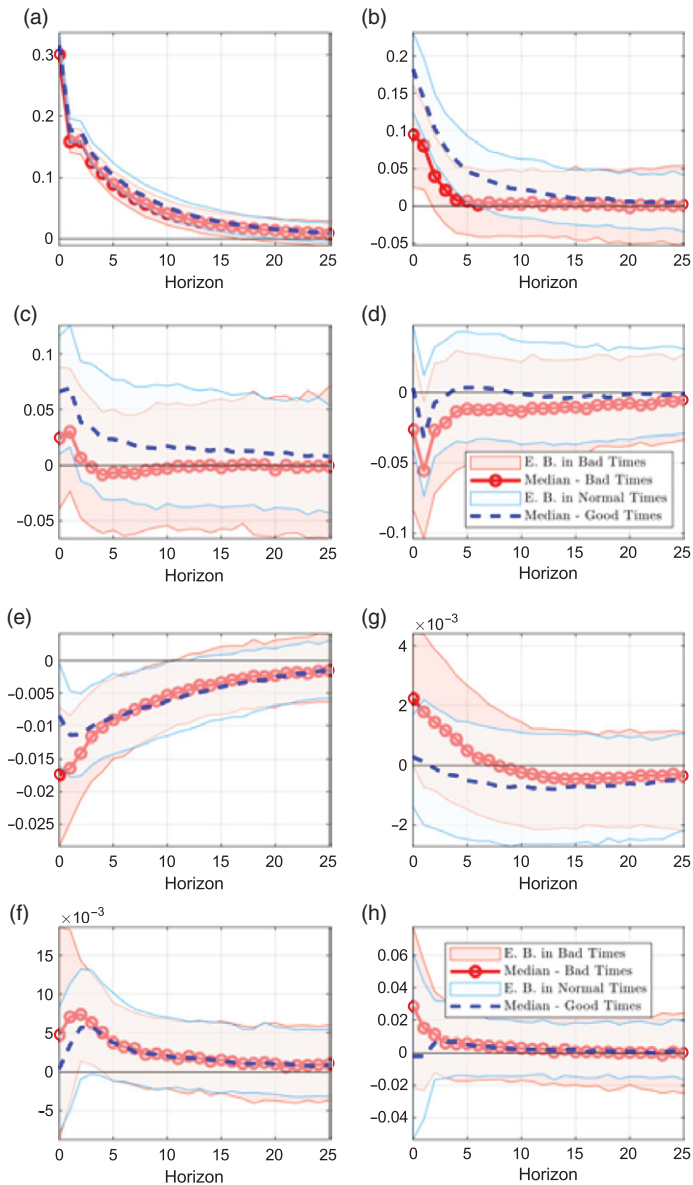 (a)
0.3
0.2
0.1
0
0 5 10 15 20 25
Horizon
(b)
0.2
0.15
0.1
0.05
0
−0.05
0 5 10 15 20 25
Horizon
(c)
0.1
0.05
0
−0.05
0 5 10 15 20 25
Horizon
(d)
0
−0.05
−0.1
E. B. in Bad Times
Median - Bad Times
E. B. in Normal Times
Median - Good Times
0 5 10 15 20 25
Horizon
(e)
0
−0.005
−0.01
−0.015
−0.02
−0.025
0 5 10 15 20 25
Horizon
(g)
×10−3
4
2
0
−2
0 5 10 15 20 25
Horizon
(f)
×10−3
15
10
5
0
−5
0 5 10 15 20 25
Horizon
(h)
0.06
0.04
0.02
0
−0.02
−0.04
E. B. in Bad Times
Median - Bad Times
E. B. in Normal Times
Median - Good Times
0 5 10 15 20 25
Horizon